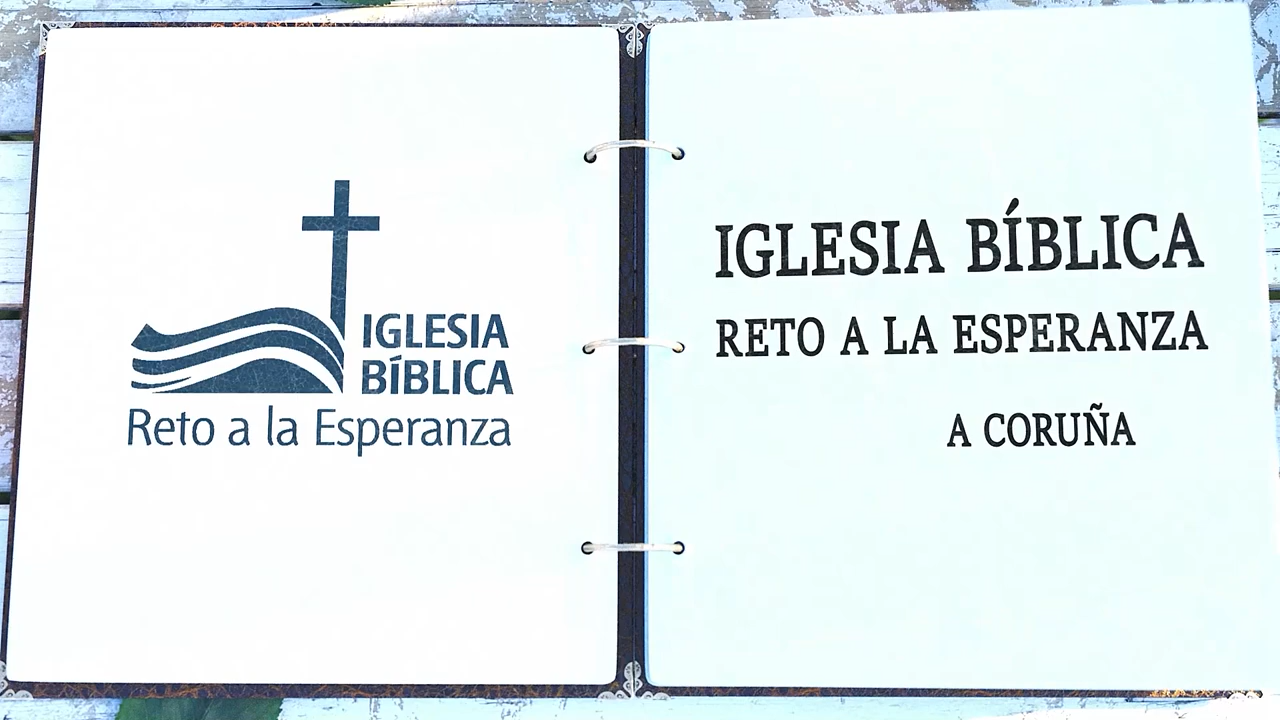 IGLESIA
BÍBLICA
Reto a la Esperanza
IGLESIA BÍBLICA
RETO A LA ESPERANZA
A CORUÑA